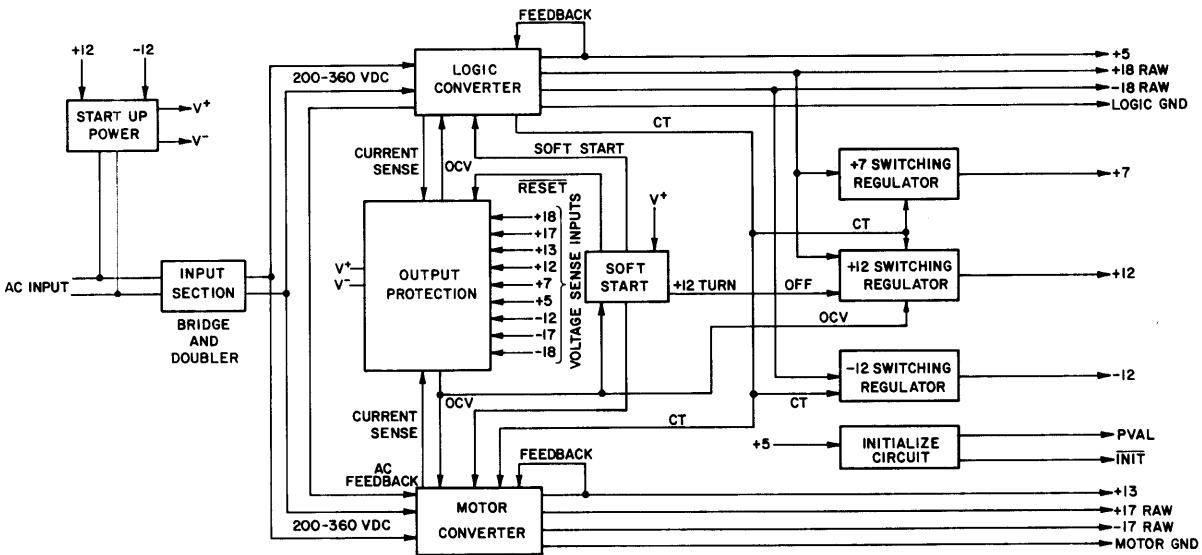 FEEDBACK
+12
-12
+5
200-360 VDC
LOGIC
CONVERTER
+18 RAW
-18 RAW
LOGIC GND
START UP
POWER
V+
V-
CT
CURRENT
SENSE
OCV
SOFT START
RESET
+7 SWITCHING
REGULATOR
+7
V+
CT
+18
+17
+13
+12
+7
+5
-12
-17
-18
VOLTAGE SENSE INPUTS
V+
V-
OUTPUT
PROTECTION
SOFT
START
+12 TURN OFF
+12 SWITCHING
REGULATOR
+12
AC INPUT
INPUT
SECTION
BRIDGE
AND
DOUBLER
OCV
-12 SWITCHING
REGULATOR
-12
CT
CURRENT
SENSE
OCV
CT
+5
INITIALIZE
CIRCUIT
PVAL
INIT
AC
FEEDBACK
FEEDBACK
200-360 VDC
MOTOR
CONVERTER
+13
+17 RAW
-17 RAW
MOTOR GND